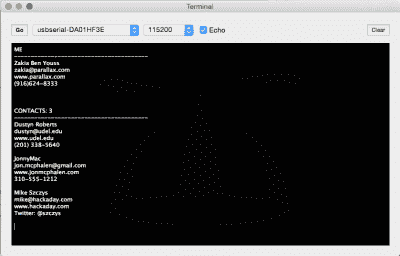 Terminal
Go
usbserial-DA01HF3E
115200
Echo
Clear
ME
Zakia Ben Youss
zakia@parallax.com
www.parallax.com
(916)624-8333
CONTACTS: 3
Dustyn Roberts
dustyn@udel.edu
www.udel.edu
(201) 338-5640
JonnyMac
jon.mcphalen@gmail.com
www.jonmcphalen.com
310-555-1212
Mike Szczys
mike@hackaday.com
www.hackaday.com
Twitter: @szczys